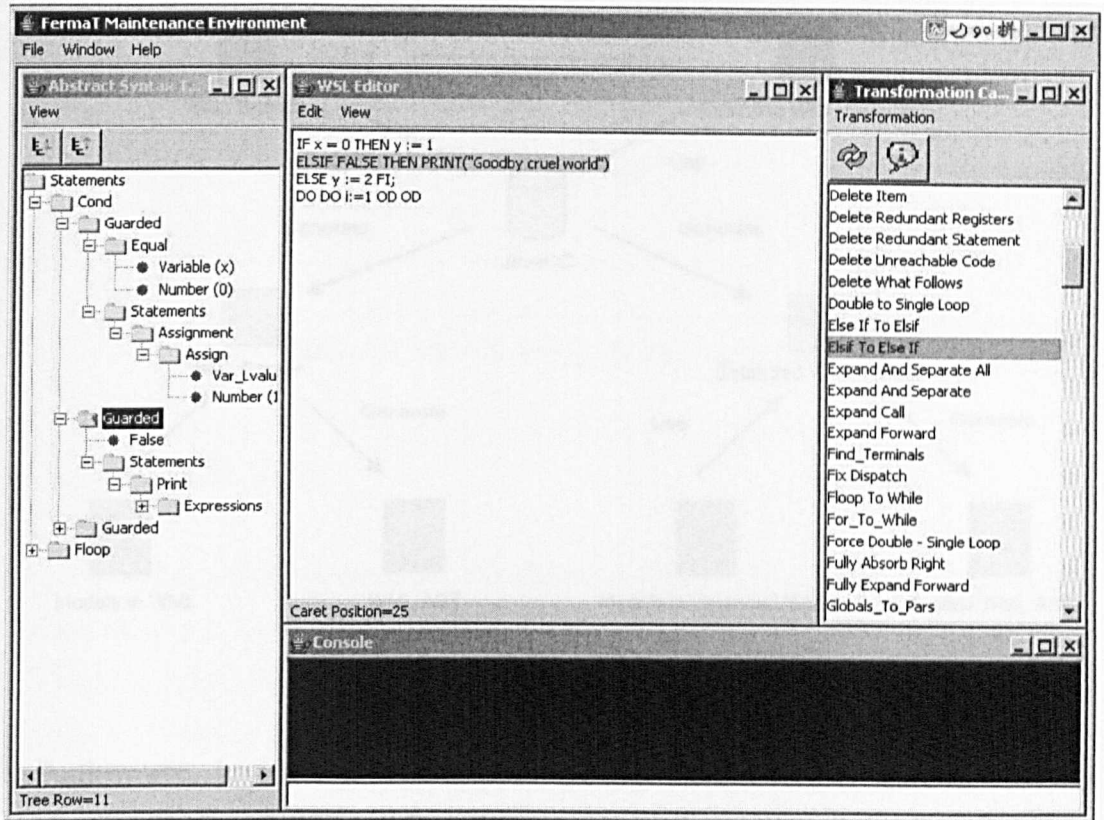 FermaT Maintenance Environment
File Window Help
Abstract Syntax
View
Statements
Cond
Guarded
Equal
Variable (x)
Number (0)
Statements
Assignment
Assign
Var_Lvalu
Number (1
Guarded
False
Statements
Print
Expressions
Guarded
Floop
Tree Row=11
WSL Editor
Edit View
IF x = 0 THEN y := 1
ELSIF FALSE THEN PRINT("Goodby cruel world")
ELSE y := 2 FI;
DO DO i:=1 OD OD
Caret Position=25
Transformation Ca...
Transformation
Delete Item
Delete Redundant Registers
Delete Redundant Statement
Delete Unreachable Code
Delete What Follows
Double to Single Loop
Else If To Elsif
Elsif To Else If
Expand And Separate All
Expand And Separate
Expand Call
Expand Forward
Find_Terminals
Fix Dispatch
Floop To While
For_To_While
Force Double - Single Loop
Fully Absorb Right
Fully Expand Forward
Globals_To_Pars
Console